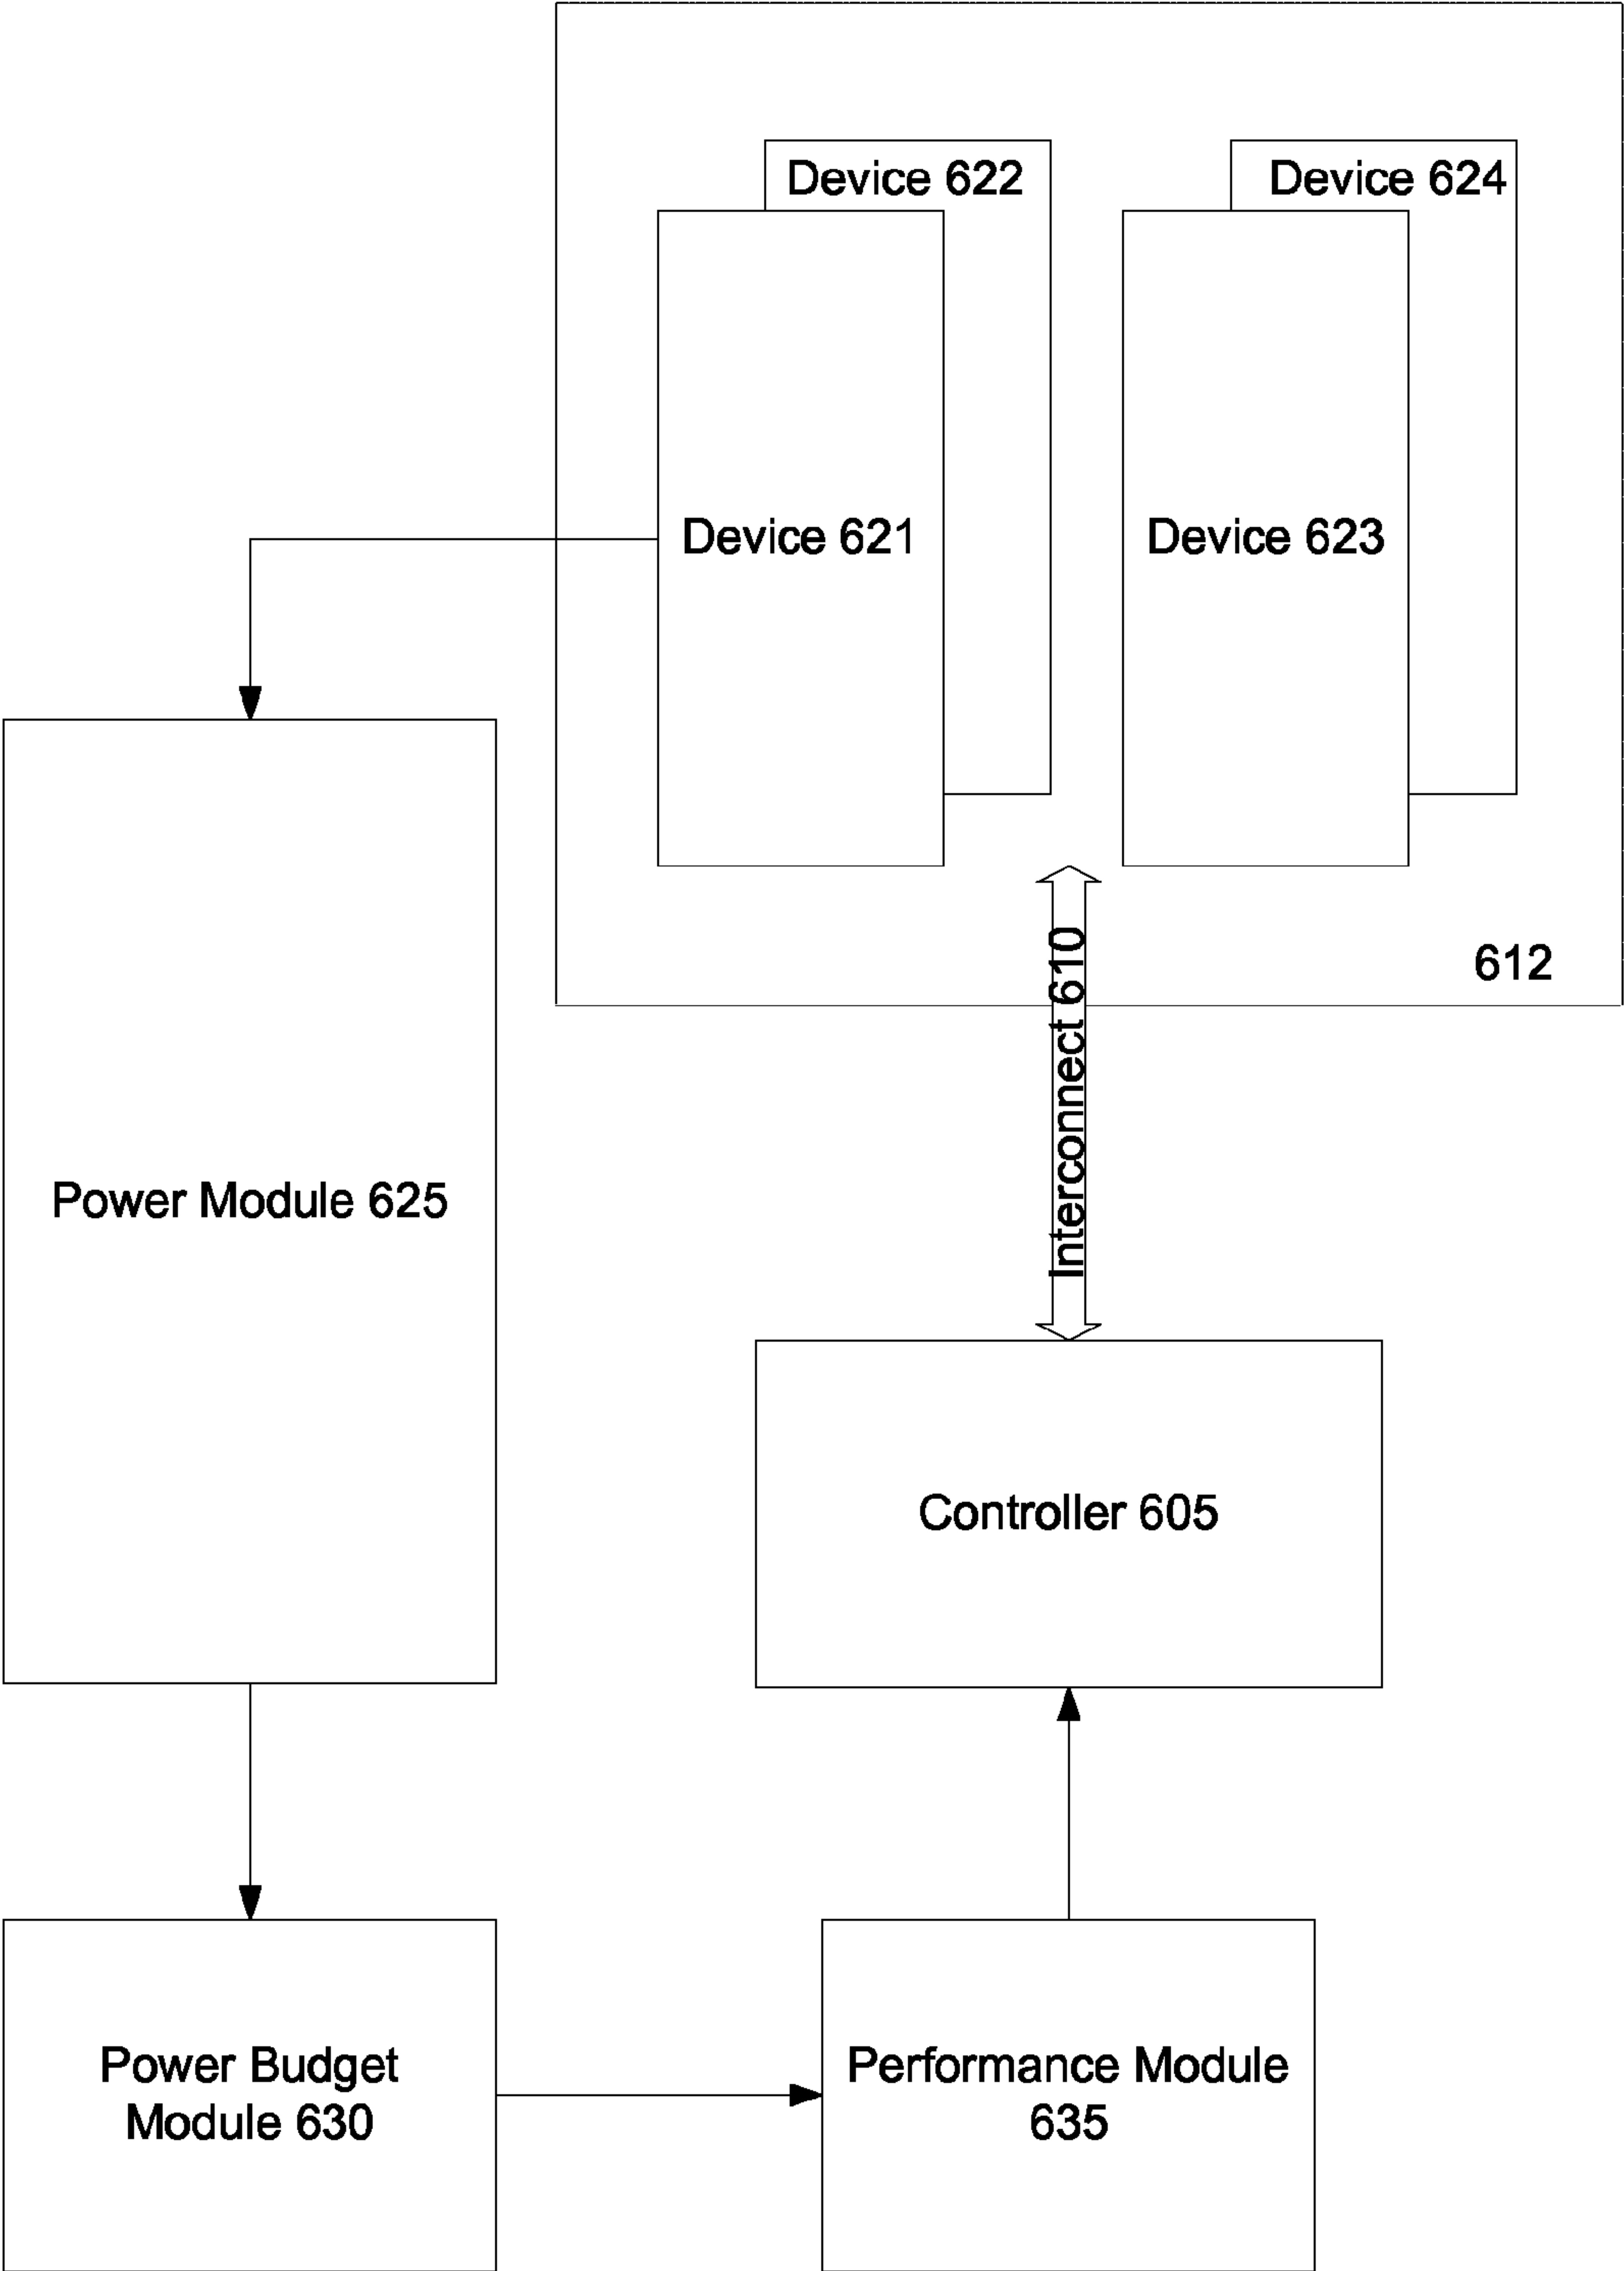 Device 622
Device 624
Device 621
Device 623
612
Interconnect 610
Power Module 625
Controller 605
Power Budget
Module 630
Performance Module
635